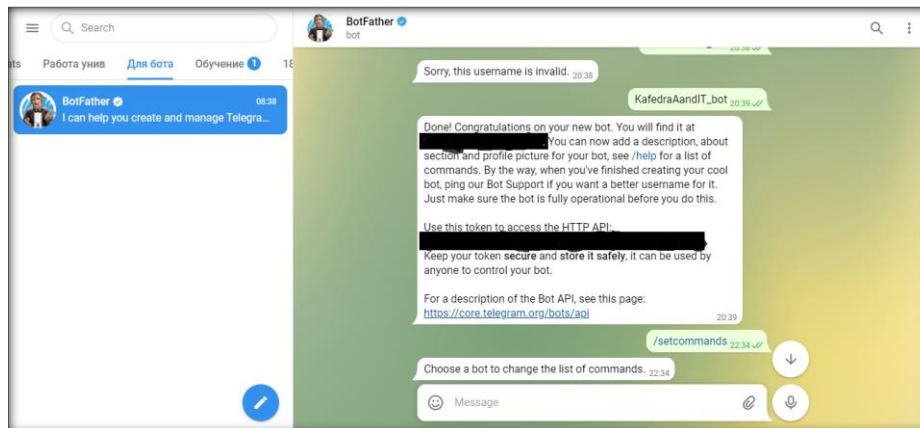 Search
ats Работа унив Для бота Обучение 1 18
BotFather 08:38
I can help you create and manage Telegra...
BotFather
bot
20:38
Sorry, this username is invalid. 20:38
KafedraAandIT_bot 20:39
Done! Congratulations on your new bot. You will find it at
You can now add a description, about
section and profile picture for your bot, see /help for a list of
commands. By the way, when you've finished creating your cool
bot, ping our Bot Support if you want a better username for it.
Just make sure the bot is fully operational before you do this.
Use this token to access the HTTP API:
Keep your token secure and store it safely, it can be used by
anyone to control your bot.
For a description of the Bot API, see this page:
https://core.telegram.org/bots/api
20:39
/setcommands 22:34
Choose a bot to change the list of commands. 22:34
Message